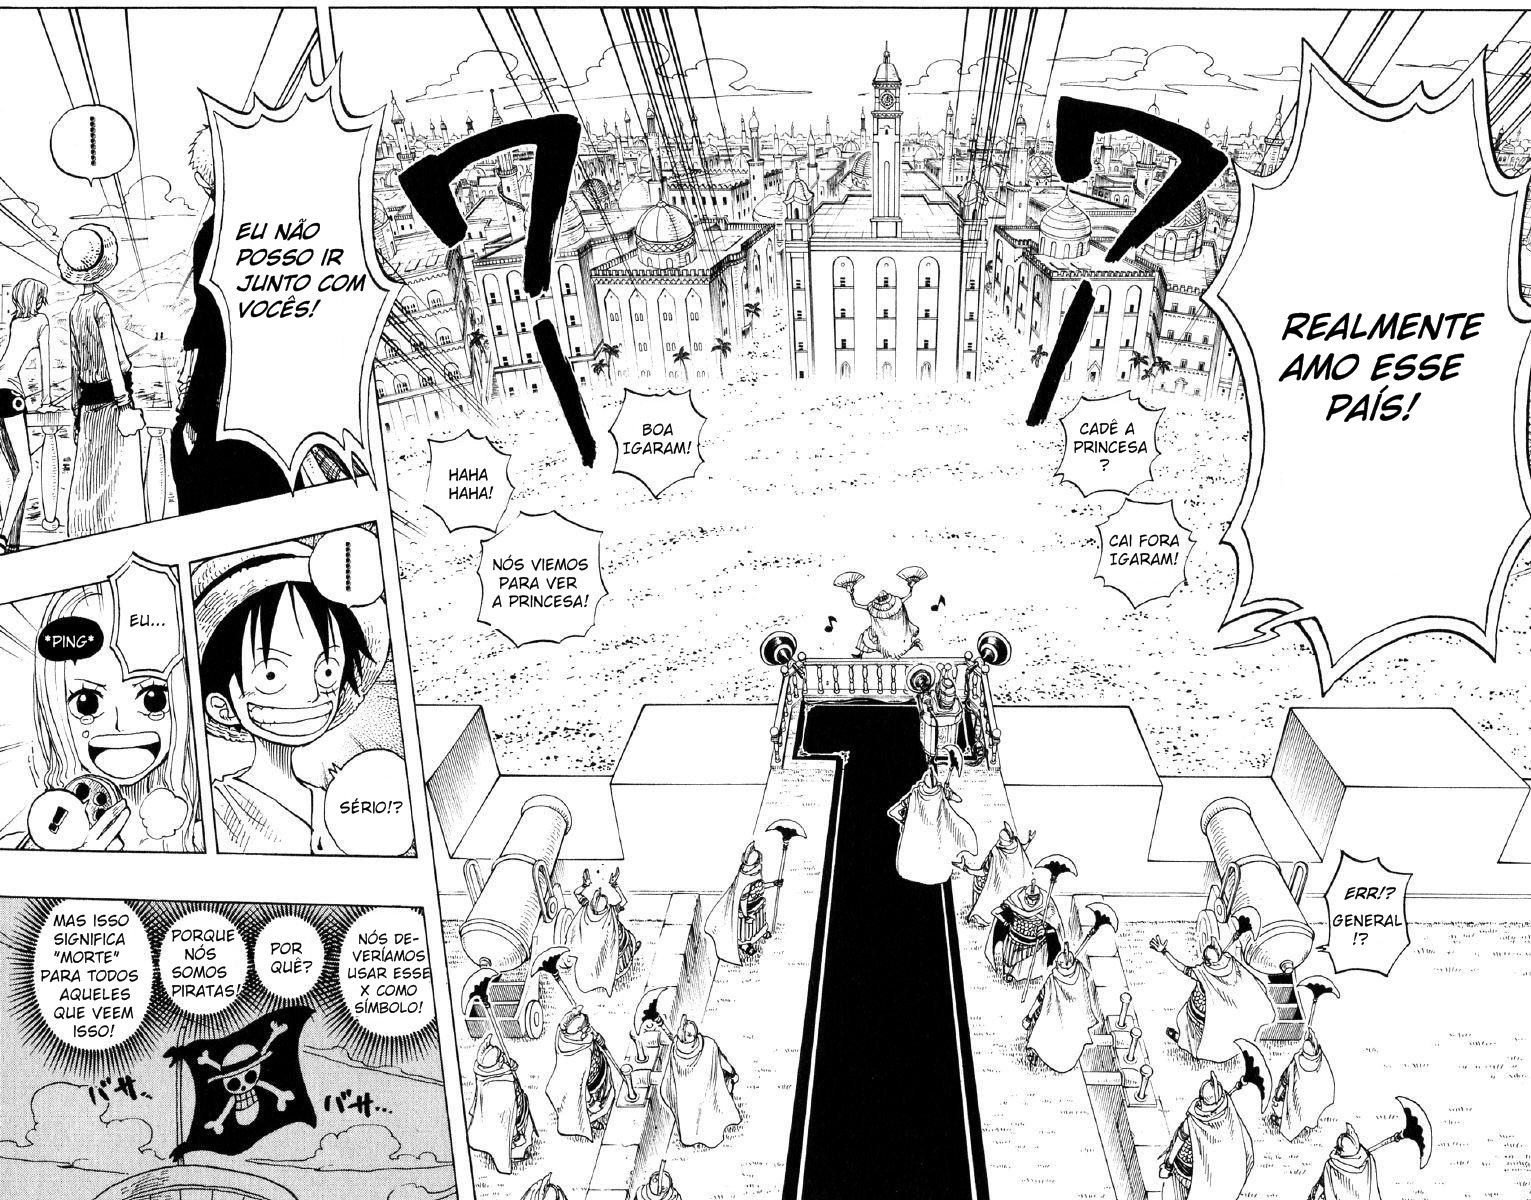 REALMENTE
AMO ESSE
PAÍS!
ワ
ワ
CADÊ A
PRINCESA
?
CAI FORA
IGARAM!
BOA
IGARAM!
HAHA
HAHA!
NÓS VIEMOS
PARA VER
A PRINCESA!
ERR!?
GENERAL
!?
EU NÃO
POSSO IR
JUNTO COM
VOCÊS!
..........
..........
SÉRIO!?
EU...
*PING*
!!
NÓS DE-
VERÍAMOS
USAR ESSE
X COMO
SÍMBOLO!
POR
QUÊ?
PORQUE
NÓS
SOMOS
PIRATAS!
MAS ISSO
SIGNIFICA
"MORTE"
PARA TODOS
AQUELES
QUE VEEM
ISSO!
バサ...
バサ...